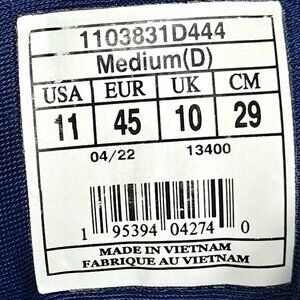 1103831D444
Medium(D)
USA EUR UK CM
11 45 10 29
04/22 13400
1 95394 04274 0
MADE IN VIETNAM
FABRIQUE AU VIETNAM